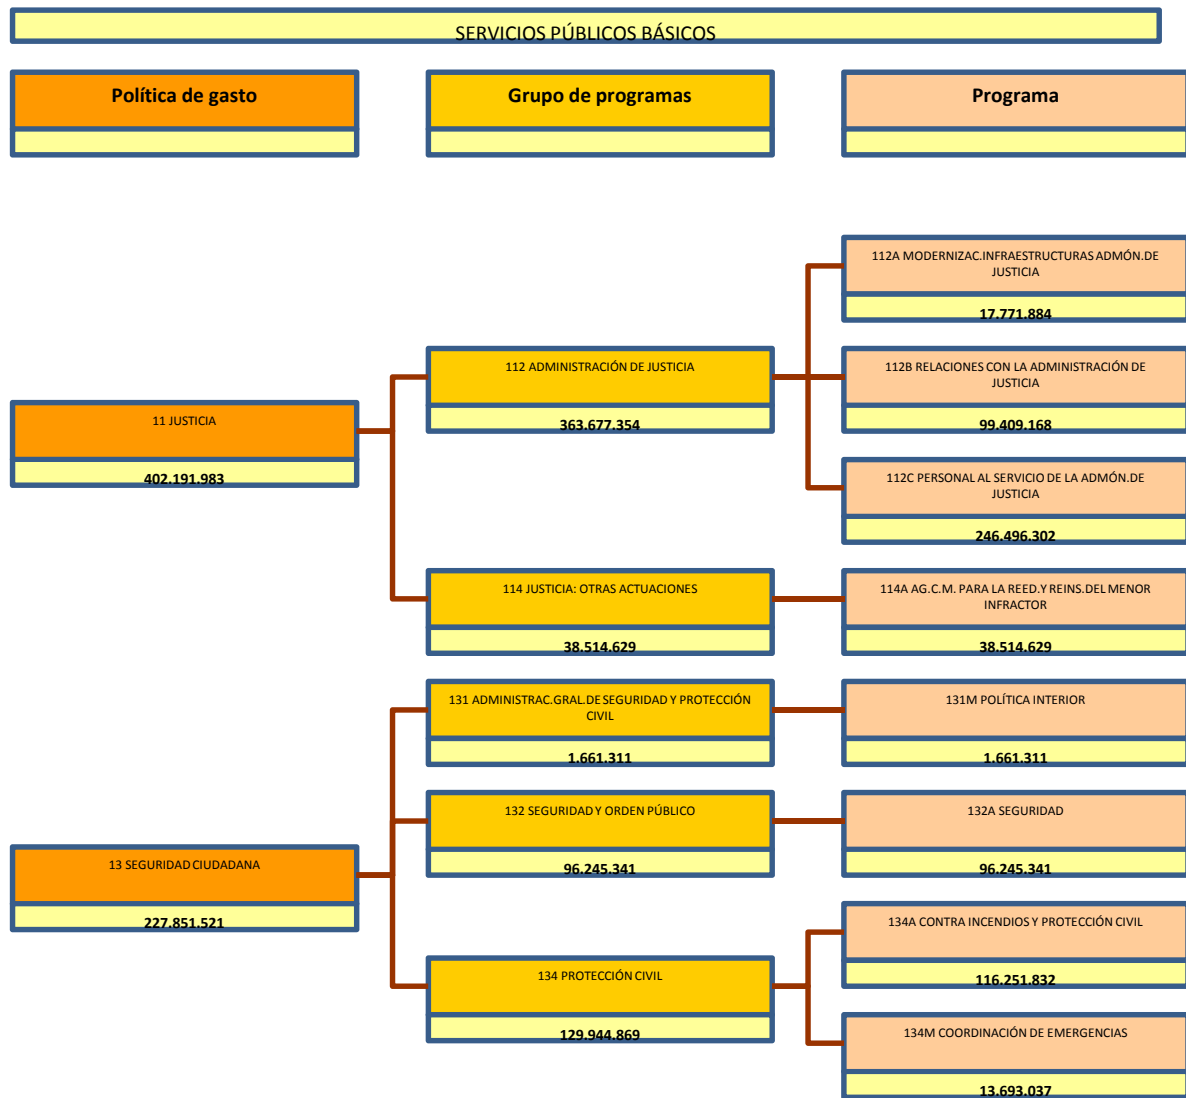 SERVICIOS PÚBLICOS BÁSICOS
Política de gasto
Grupo de programas
Programa
112A MODERNIZAC.INFRAESTRUCTURAS ADMÓN.DE
JUSTICIA
17.771.884
112 ADMINISTRACIÓN DE JUSTICIA
363.677.354
112B RELACIONES CON LA ADMINISTRACIÓN DE
JUSTICIA
99.409.168
11 JUSTICIA
402.191.983
112C PERSONAL AL SERVICIO DE LA ADMÓN.DE
JUSTICIA
246.496.302
114 JUSTICIA: OTRAS ACTUACIONES
38.514.629
114A AG.C.M. PARA LA REED.Y REINS.DEL MENOR
INFRACTOR
38.514.629
131 ADMINISTRAC.GRAL.DE SEGURIDAD Y PROTECCIÓN
CIVIL
1.661.311
131M POLÍTICA INTERIOR
1.661.311
132 SEGURIDAD Y ORDEN PÚBLICO
96.245.341
132A SEGURIDAD
96.245.341
13 SEGURIDAD CIUDADANA
227.851.521
134A CONTRA INCENDIOS Y PROTECCIÓN CIVIL
116.251.832
134 PROTECCIÓN CIVIL
129.944.869
134M COORDINACIÓN DE EMERGENCIAS
13.693.037